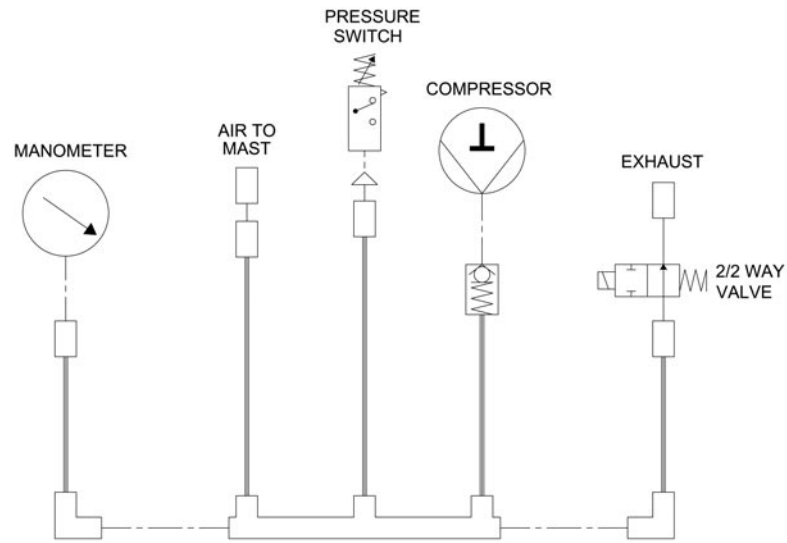 PRESSURE
SWITCH
COMPRESSOR
AIR TO
MAST
MANOMETER
EXHAUST
2/2 WAY
VALVE